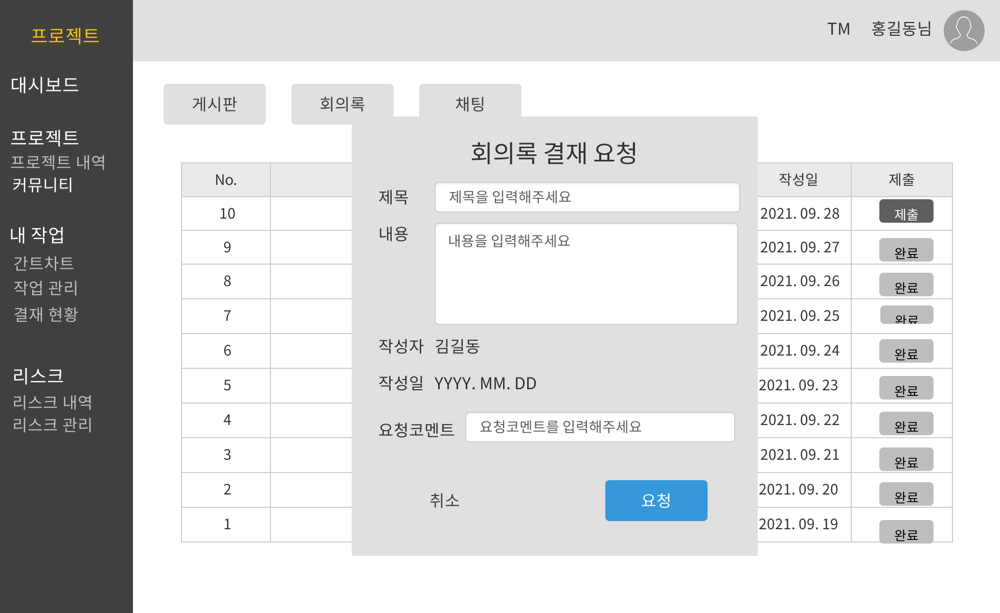 프로젝트
TM 홍길동님
대시보드
프로젝트
프로젝트 내역
커뮤니티
내 작업
간트차트
작업 관리
결재 현황
리스크
리스크 내역
리스크 관리
게시판 회의록 채팅
No. 작성일 제출
10 2021. 09. 28 제출
9 2021. 09. 27 완료
8 2021. 09. 26 완료
7 2021. 09. 25 완료
6 2021. 09. 24 완료
5 2021. 09. 23 완료
4 2021. 09. 22 완료
3 2021. 09. 21 완료
2 2021. 09. 20 완료
1 2021. 09. 19 완료
회의록 결재 요청
제목 제목을 입력해주세요
내용 내용을 입력해주세요
작성자 김길동
작성일 YYYY. MM. DD
요청코멘트 요청코멘트를 입력해주세요
취소 요청